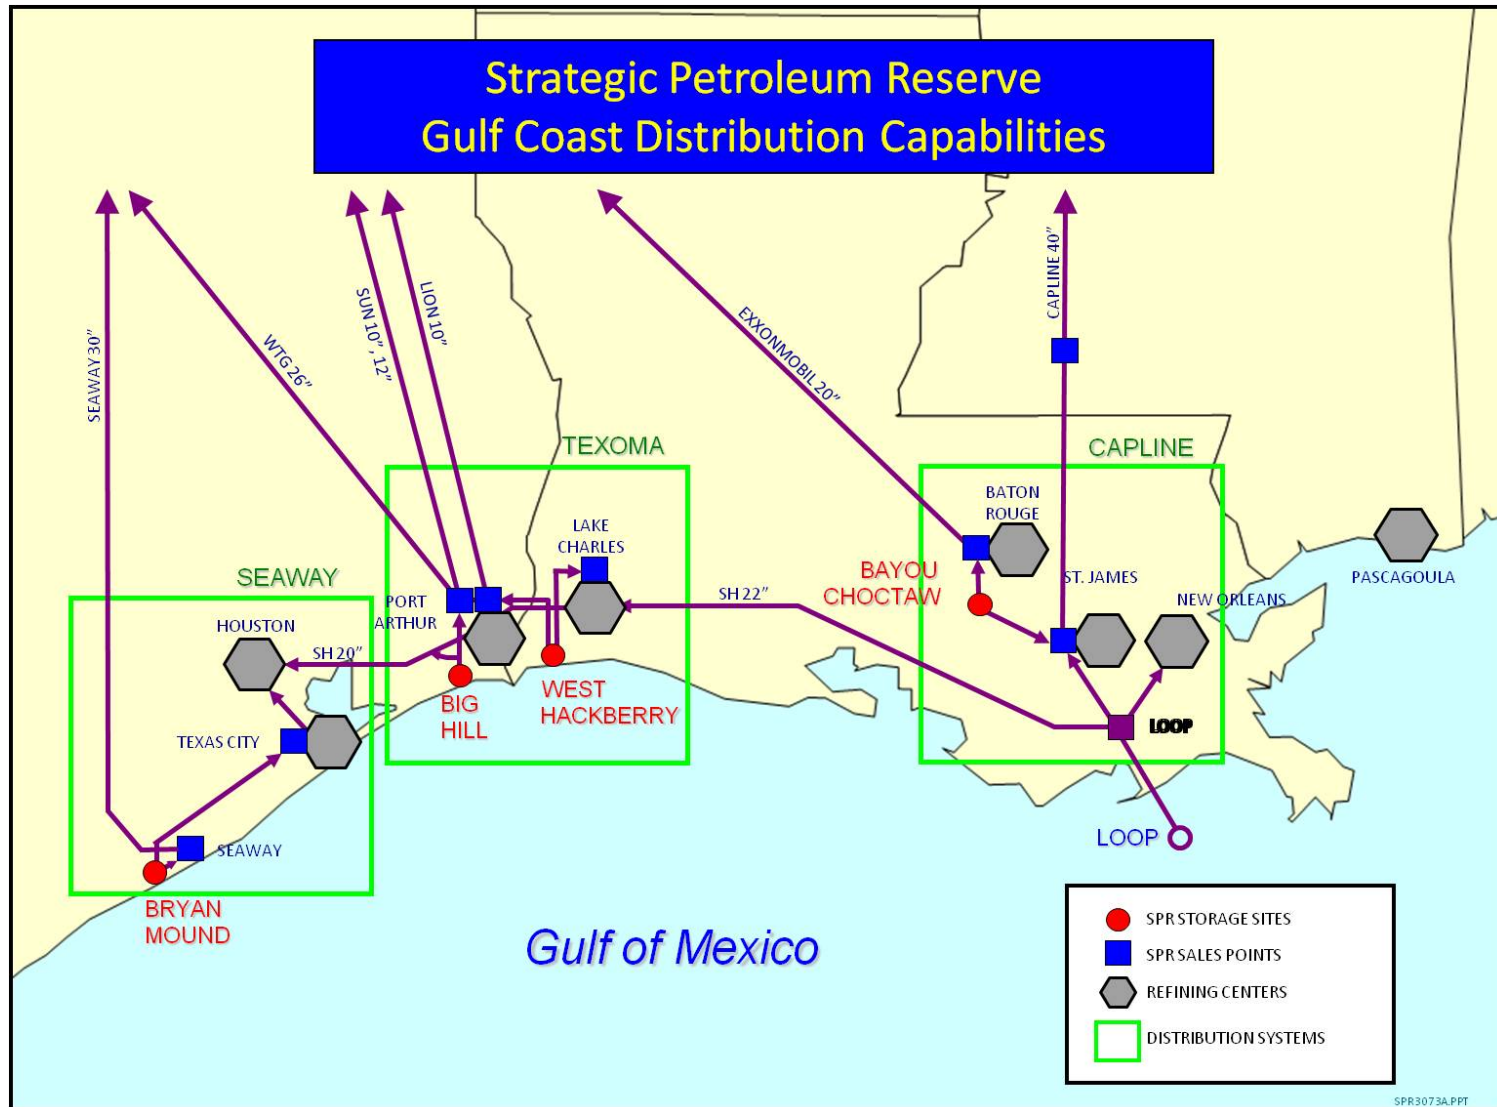 Strategic Petroleum Reserve
Gulf Coast Distribution Capabilities
SEAWAY 30”
WTG 26”
SUN 10” , 12”
LION 10”
EXXONMOBIL 20”
CAPLINE 40”
TEXOMA
CAPLINE
SEAWAY
BATON
ROUGE
LAKE
CHARLES
BAYOU
CHOCTAW
ST. JAMES
NEW ORLEANS
PASCAGOULA
PORT
ARTHUR
HOUSTON
SH 20”
SH 22”
BIG
HILL
WEST
HACKBERRY
TEXAS CITY
LOOP
LOOP
SEAWAY
BRYAN
MOUND
Gulf of Mexico
SPR STORAGE SITES
SPR SALES POINTS
REFINING CENTERS
DISTRIBUTION SYSTEMS
SPR3073A.PPT